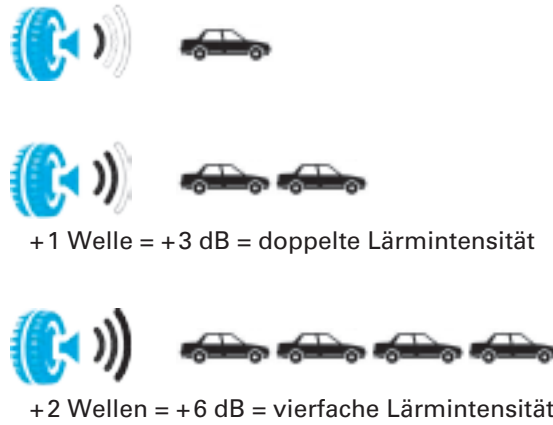 +1 Welle = +3 dB = doppelte Lärmintensität
+2 Wellen = +6 dB = vierfache Lärmintensität